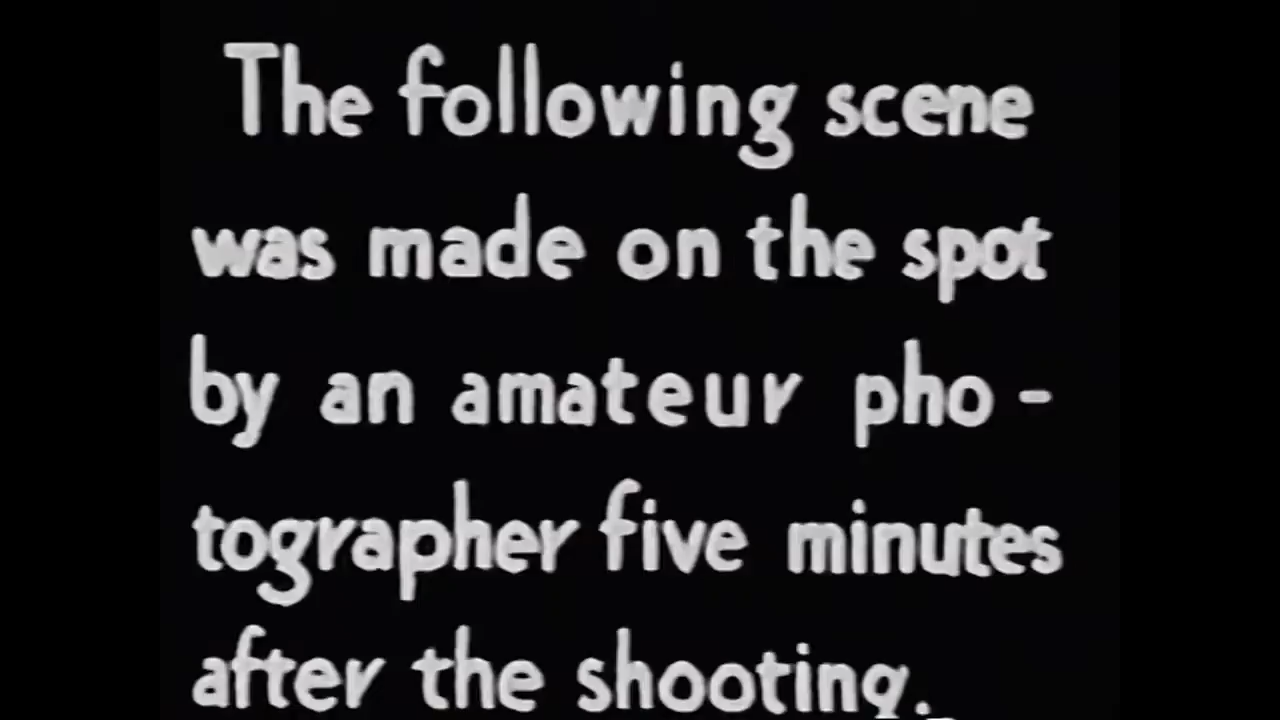 The following scene
was made on the spot
by an amateur pho-
tographer five minutes
after the shooting.